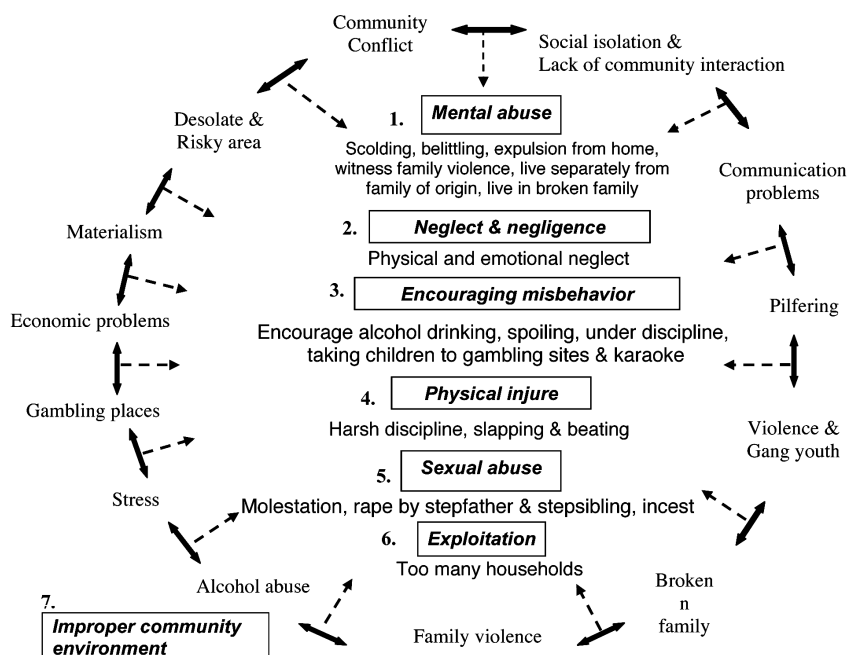 Community
Conflict
Social isolation &
Lack of community interaction
Desolate &
Risky area
1. Mental abuse
Scolding, belittling, expulsion from home,
witness family violence, live separately from
family of origin, live in broken family
Communication
problems
Materialism
2. Neglect & negligence
Physical and emotional neglect
3. Encouraging misbehavior
Pilfering
Economic problems
Encourage alcohol drinking, spoiling, under discipline,
taking children to gambling sites & karaoke
4. Physical injure
Gambling places
Harsh discipline, slapping & beating
Violence &
Gang youth
5. Sexual abuse
Stress
Molestation, rape by stepfather & stepsibling, incest
6. Exploitation
Too many households
Alcohol abuse
Broken
n
family
7.
Improper community
environment
Family violence